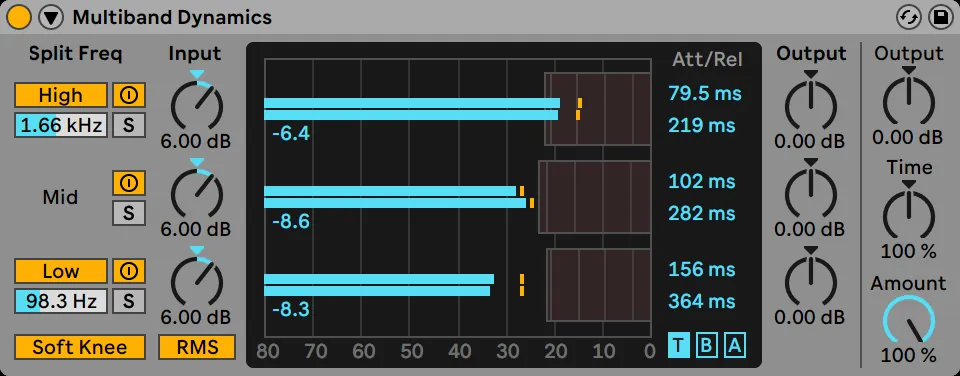 Multiband Dynamics
Split Freq Input Att/Rel Output Output
High 79.5 ms
1.66 kHz S -6.4 219 ms
6.00 dB 0.00 dB 0.00 dB
Time
Mid 102 ms
S -8.6 282 ms
6.00 dB 0.00 dB 100 %
Low 156 ms Amount
98.3 Hz S -8.3 364 ms
6.00 dB 0.00 dB
Soft Knee RMS 80 70 60 50 40 30 20 10 0 T B A 100 %